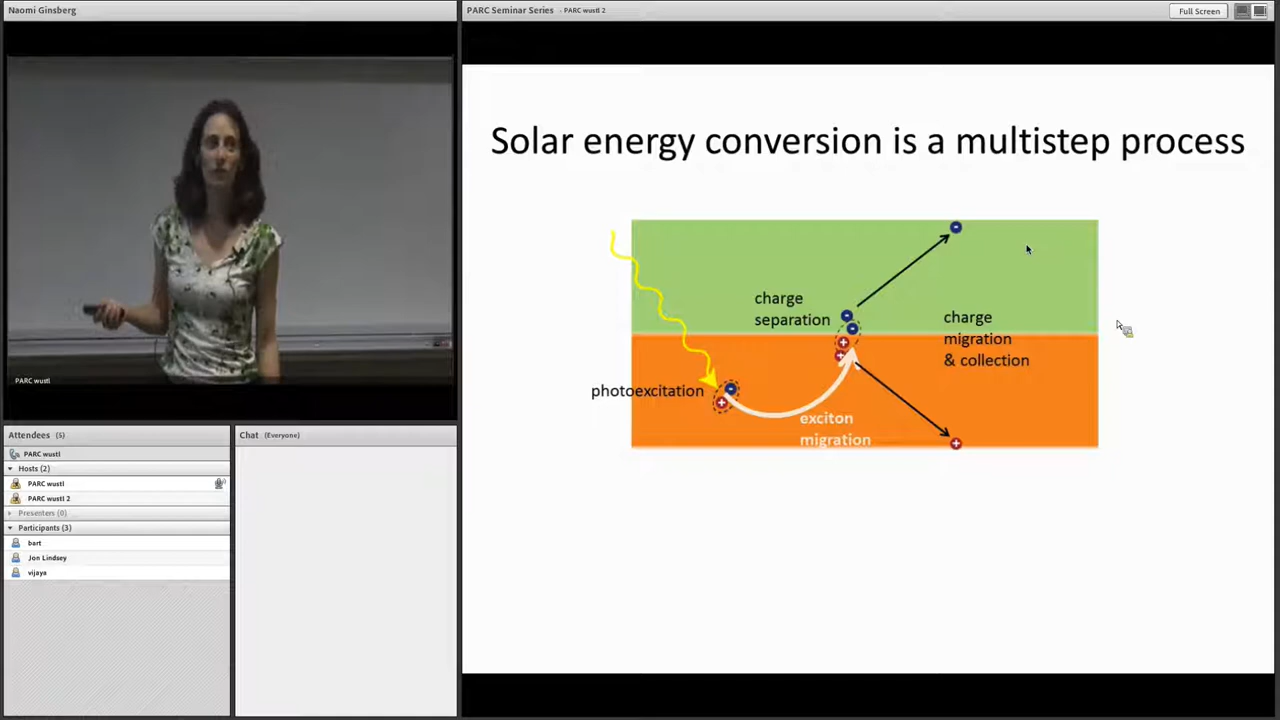 Naomi Ginsberg
PARC Seminar Series - PARC wustl 2
Full Screen
Solar energy conversion is a multistep process
charge
separation
charge
migration
& collection
photoexcitation
exciton
migration
- 
-
-
+
+
-
+
+
PARC wustl
Attendees (5)
PARC wustl
Hosts (2)
PARC wustl
PARC wustl 2
Presenters (0)
Participants (3)
bart
Jon Lindsey
vijaya
Chat (Everyone)